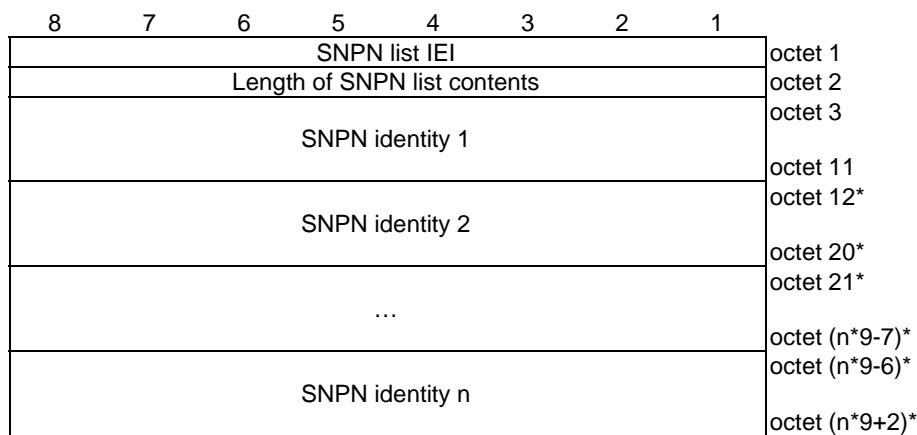 8 7 6 5 4 3 2 1
SNPN list IEI octet 1
Length of SNPN list contents octet 2
octet 3
SNPN identity 1
octet 11
octet 12*
SNPN identity 2
octet 20*
octet 21*
…
octet (n*9-7)*
octet (n*9-6)*
SNPN identity n
octet (n*9+2)*